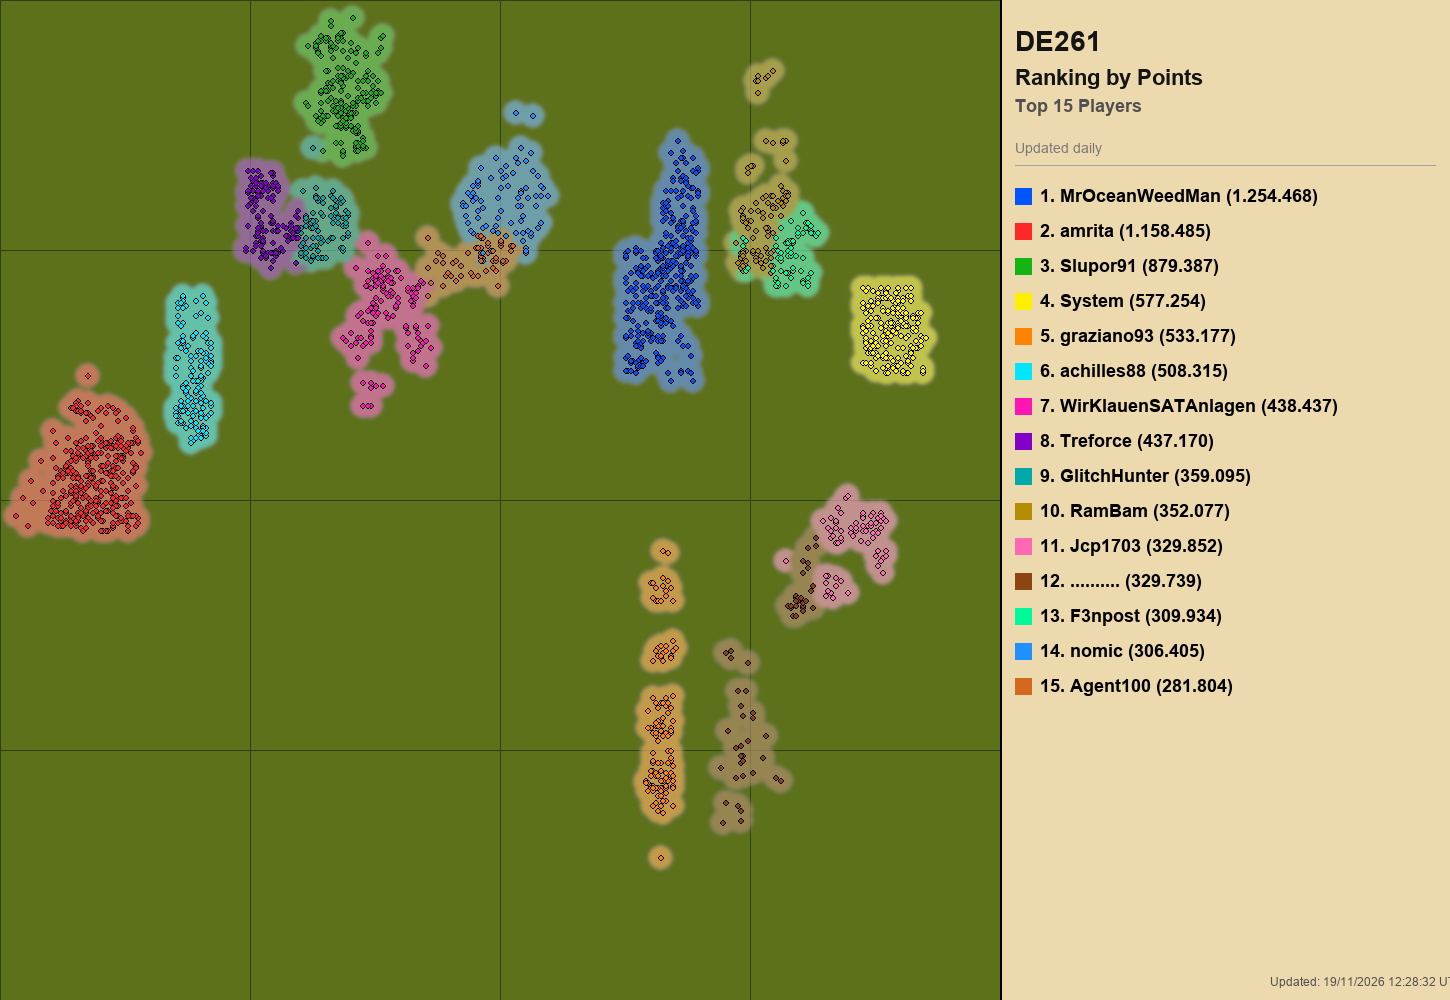 DE261
Ranking by Points
Top 15 Players
Updated daily
1. MrOceanWeedMan (1.254.468)
2. amrita (1.158.485)
3. Slupor91 (879.387)
4. System (577.254)
5. graziano93 (533.177)
6. achilles88 (508.315)
7. WirKlauenSATAnlagen (438.437)
8. Treforce (437.170)
9. GlitchHunter (359.095)
10. RamBam (352.077)
11. Jcp1703 (329.852)
12. .......... (329.739)
13. F3npost (309.934)
14. nomic (306.405)
15. Agent100 (281.804)
Updated: 19/11/2026 12:28:32 U